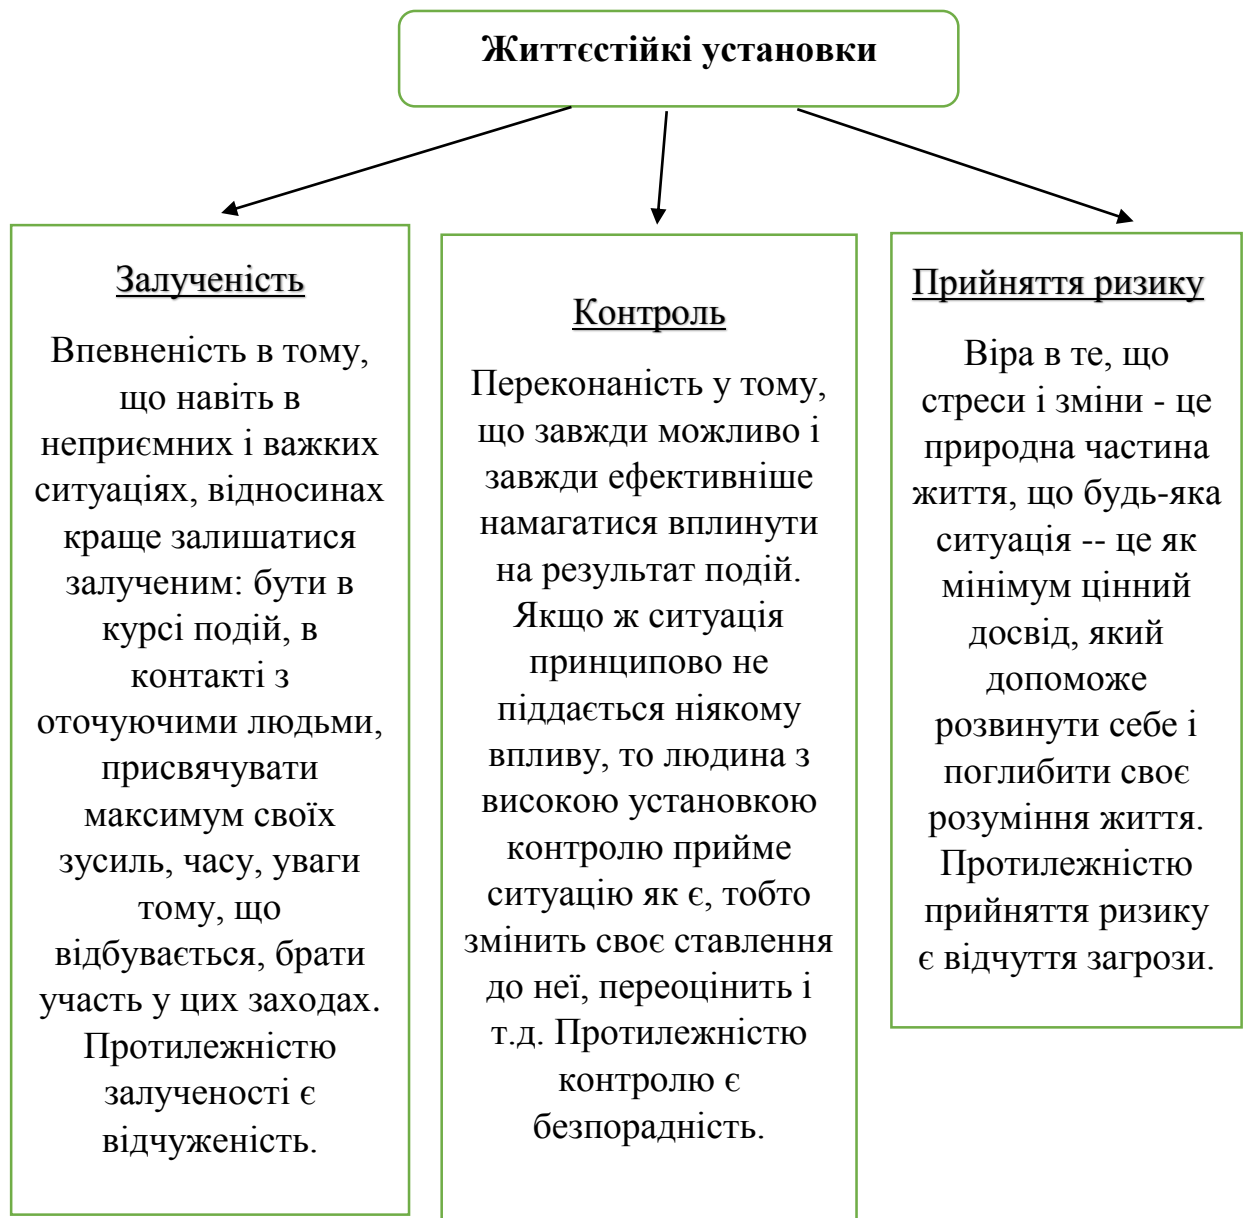 Життєстійкі установки
Залученість
Впевненість в тому,
що навіть в
неприємних і важких
ситуаціях, відносинах
краще залишатися
залученим: бути в
курсі подій, в
контакті з
оточуючими людьми,
присвячувати
максимум своїх
зусиль, часу, уваги
тому, що
відбувається, брати
участь у цих заходах.
Протилежністю
залученості є
відчуженість.
Контроль
Переконаність у тому,
що завжди можливо і
завжди ефективніше
намагатися вплинути
на результат подій.
Якщо ж ситуація
принципово не
піддається ніякому
впливу, то людина з
високою установкою
контролю прийме
ситуацію як є, тобто
змінить своє ставлення
до неї, переоцінить і
т.д. Протилежністю
контролю є
безпорадність.
Прийняття ризику
Віра в те, що
стреси і зміни - це
природна частина
життя, що будь-яка
ситуація -- це як
мінімум цінний
досвід, який
допоможе
розвинути себе і
поглибити своє
розуміння життя.
Протилежністю
прийняття ризику
є відчуття загрози.